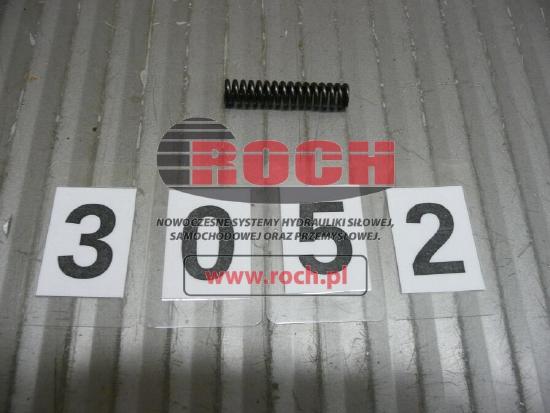 ROCH
3 0 5 2
NOWOCZESNE SYSTEMY HYDRAULIKI SIŁOWEJ,
SAMOCHODOWEJ ORAZ PRZEMYSŁOWEJ.
www.roch.pl